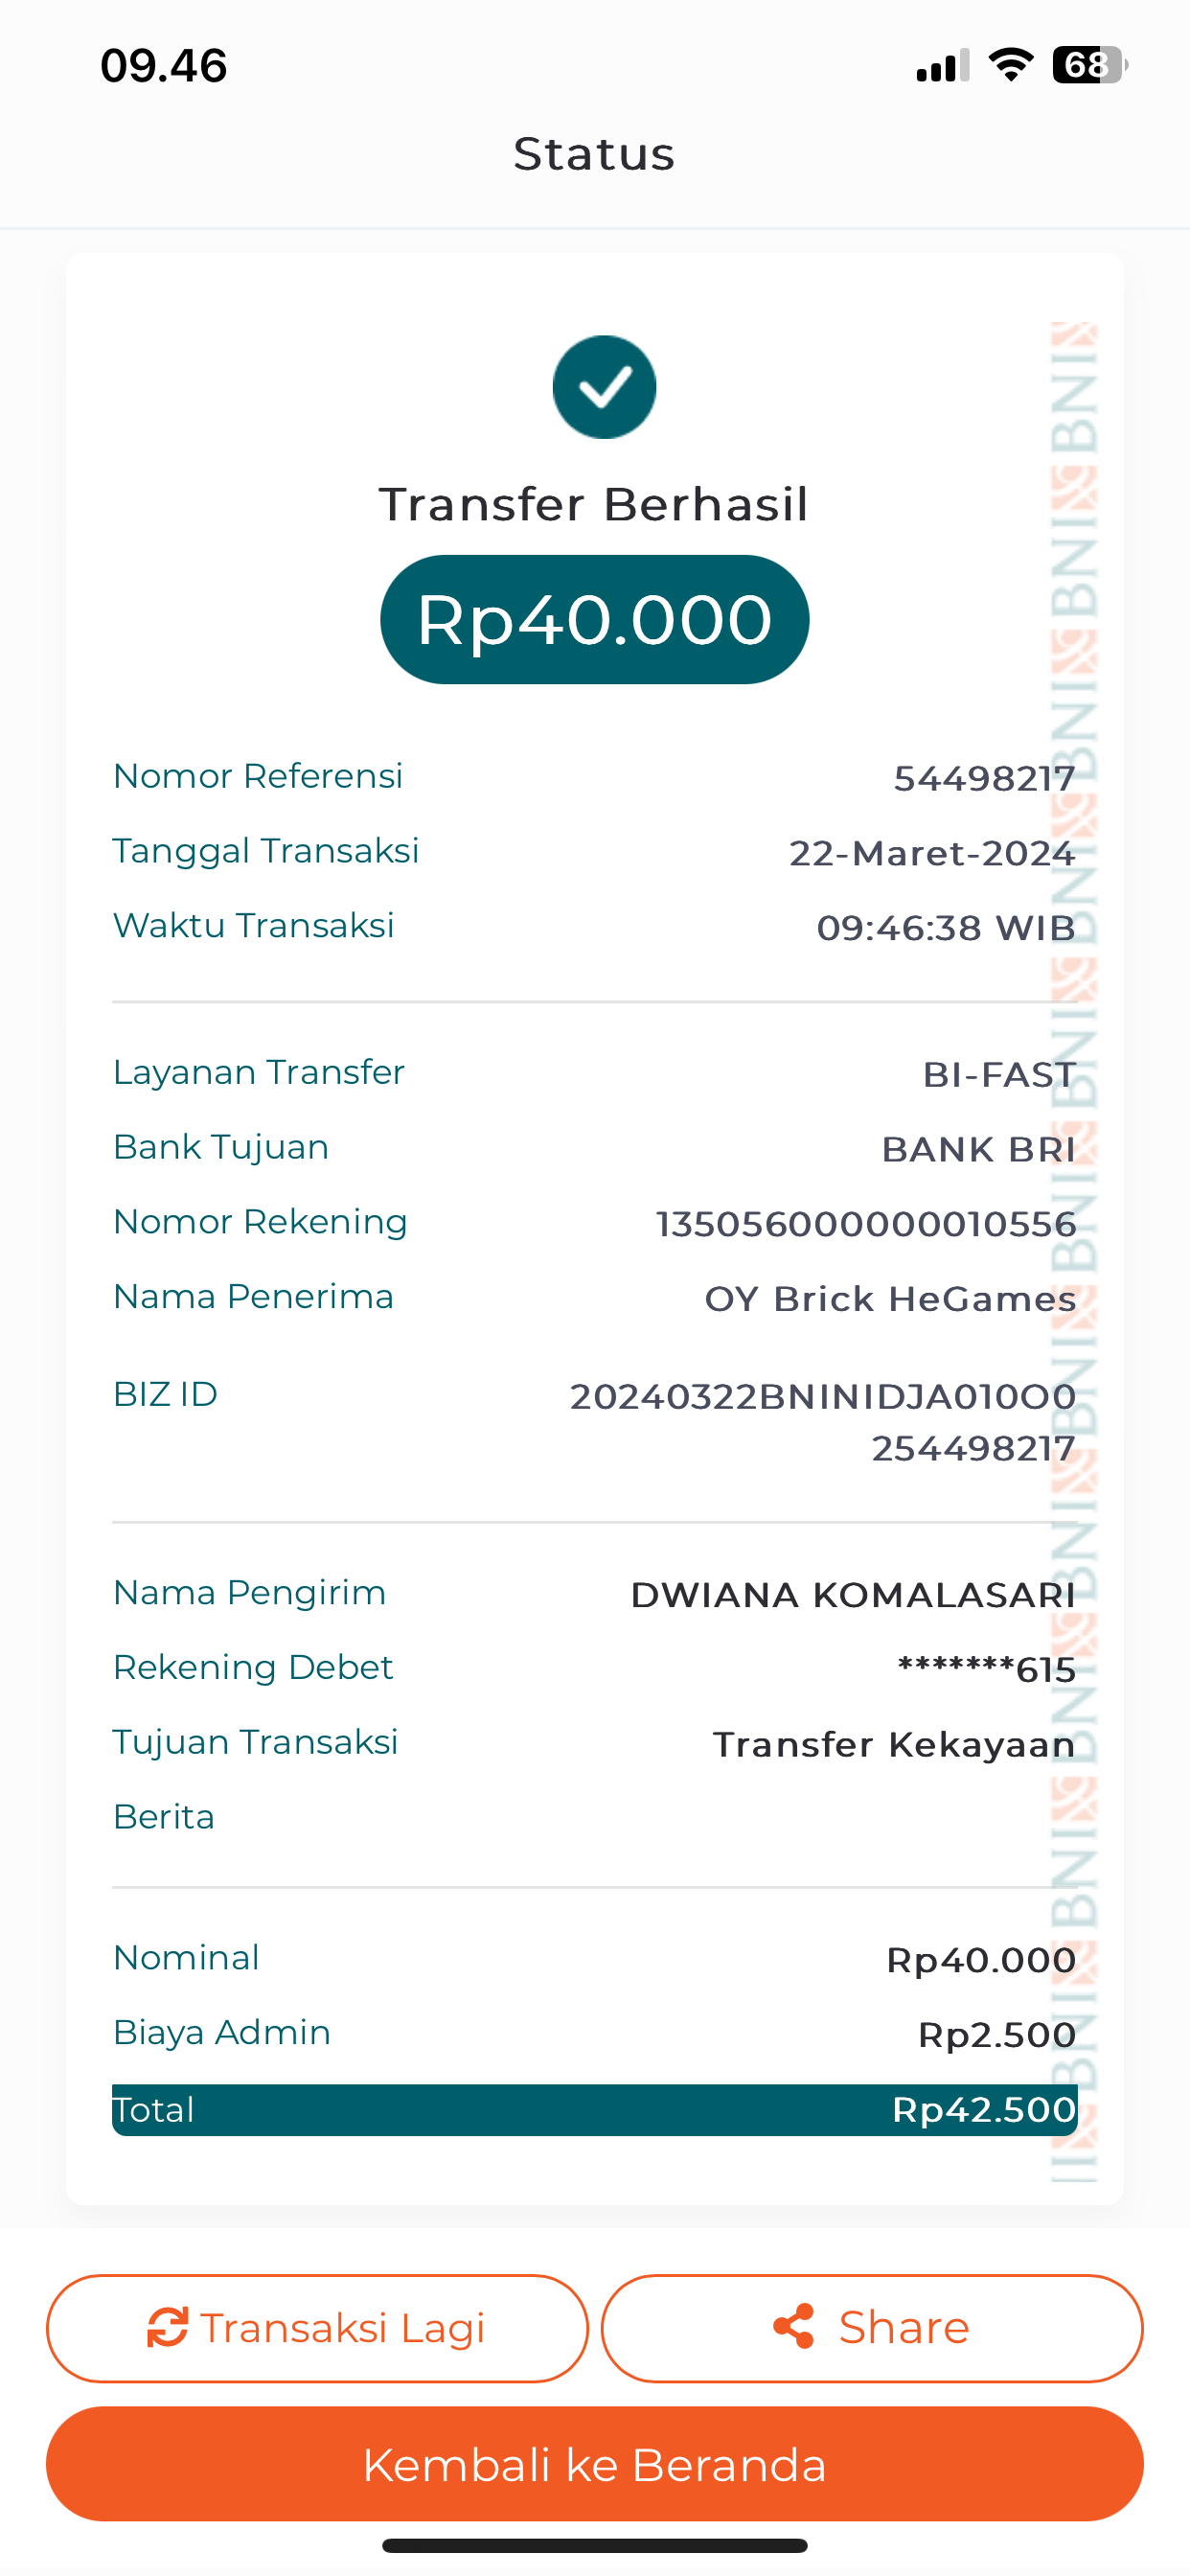 09.46
68
Status
Transfer Berhasil
Rp40.000
Nomor Referensi 54498217
Tanggal Transaksi 22-Maret-2024
Waktu Transaksi 09:46:38 WIB
Layanan Transfer BI-FAST
Bank Tujuan BANK BRI
Nomor Rekening 135056000000010556
Nama Penerima OY Brick HeGames
BIZ ID 20240322BNINIDJA010O0
254498217
Nama Pengirim DWIANA KOMALASARI
Rekening Debet *******615
Tujuan Transaksi Transfer Kekayaan
Berita
Nominal Rp40.000
Biaya Admin Rp2.500
Total Rp42.500
BNI BNI BNI BNI BNI BNI BNI BNI BNI BNI BNI
Transaksi Lagi
Share
Kembali ke Beranda